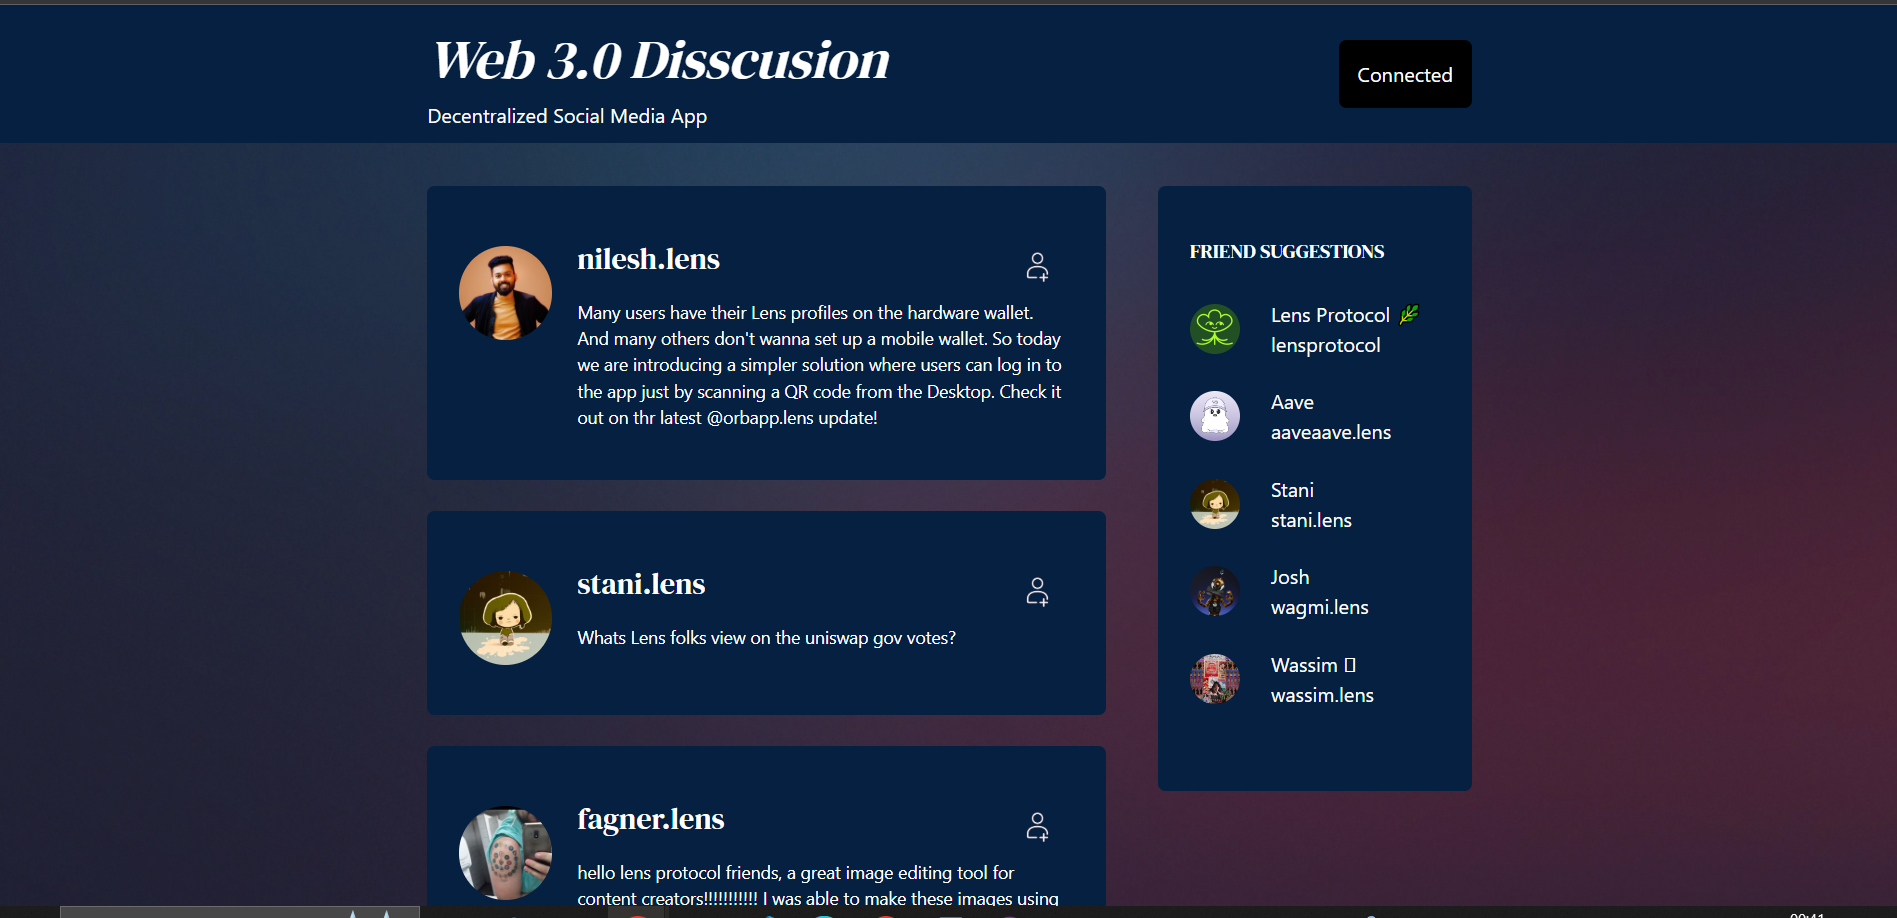 Web 3.0 Disscusion
Decentralized Social Media App
Connected
nilesh.lens
Many users have their Lens profiles on the hardware wallet.
And many others don't wanna set up a mobile wallet. So today
we are introducing a simpler solution where users can log in to
the app just by scanning a QR code from the Desktop. Check it
out on thr latest @orbapp.lens update!
stani.lens
Whats Lens folks view on the uniswap gov votes?
fagner.lens
hello lens protocol friends, a great image editing tool for
content creators!!!!!!!!!!! I was able to make these images using
FRIEND SUGGESTIONS
Lens Protocol 🌿
lensprotocol
Aave
aaveaave.lens
Stani
stani.lens
Josh
wagmi.lens
Wassim
wassim.lens